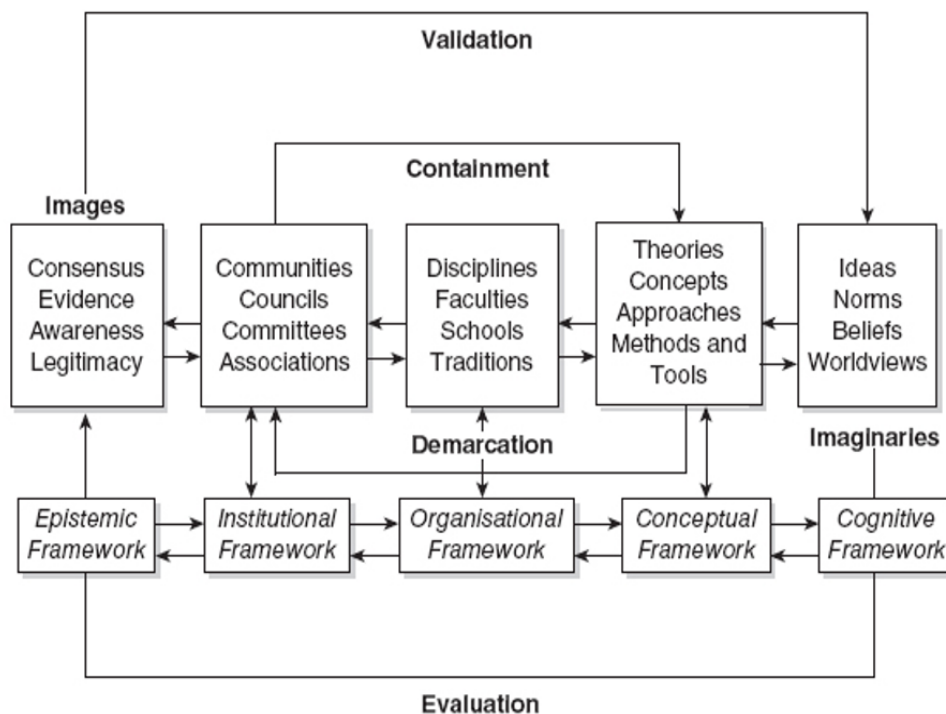 Validation
Containment
Images
Consensus
Evidence
Awareness
Legitimacy
Communities
Councils
Committees
Associations
Disciplines
Faculties
Schools
Traditions
Theories
Concepts
Approaches
Methods and
Tools
Ideas
Norms
Beliefs
Worldviews
Demarcation
Imaginaries
Epistemic
Framework
Institutional
Framework
Organisational
Framework
Conceptual
Framework
Cognitive
Framework
Evaluation